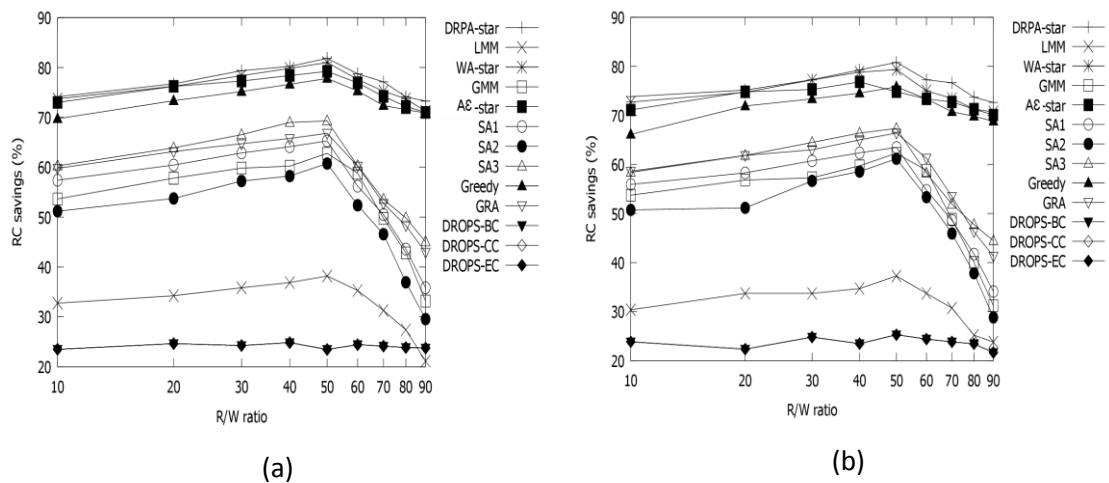 90
80
70
60
50
40
30
20
RC savings (%)
10 20 30 40 50 60 70 80 90
R/W ratio
DRPA-star
LMM
WA-star
GMM
Aε-star
SA1
SA2
SA3
Greedy
GRA
DROPS-BC
DROPS-CC
DROPS-EC
(a)
90
80
70
60
50
40
30
20
RC savings (%)
10 20 30 40 50 60 70 80 90
R/W ratio
DRPA-star
LMM
WA-star
GMM
Aε-star
SA1
SA2
SA3
Greedy
GRA
DROPS-BC
DROPS-CC
DROPS-EC
(b)